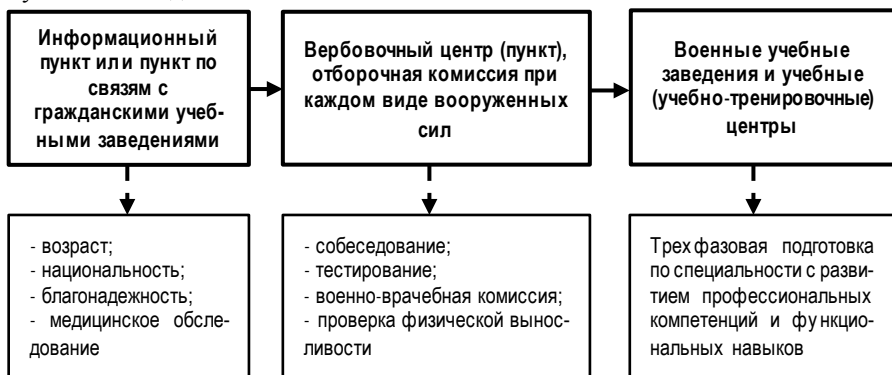 Информационный
пункт или пункт по
связям с
гражданскими учеб-
ными заведениями
Вербовочный центр (пункт),
отборочная комиссия при
каждом виде вооруженных
сил
Военные учебные
заведения и учебные
(учебно-тренировочные)
центры
- возраст;
- национальность;
- благонадежность;
- медицинское обсле-
дование
- собеседование;
- тестирование;
- военно-врачебная комиссия;
- проверка физической вынос-
ливости
Трехфазовая подготовка
по специальности с разви-
тием профессиональных
компетенций и функцио-
нальных навыков